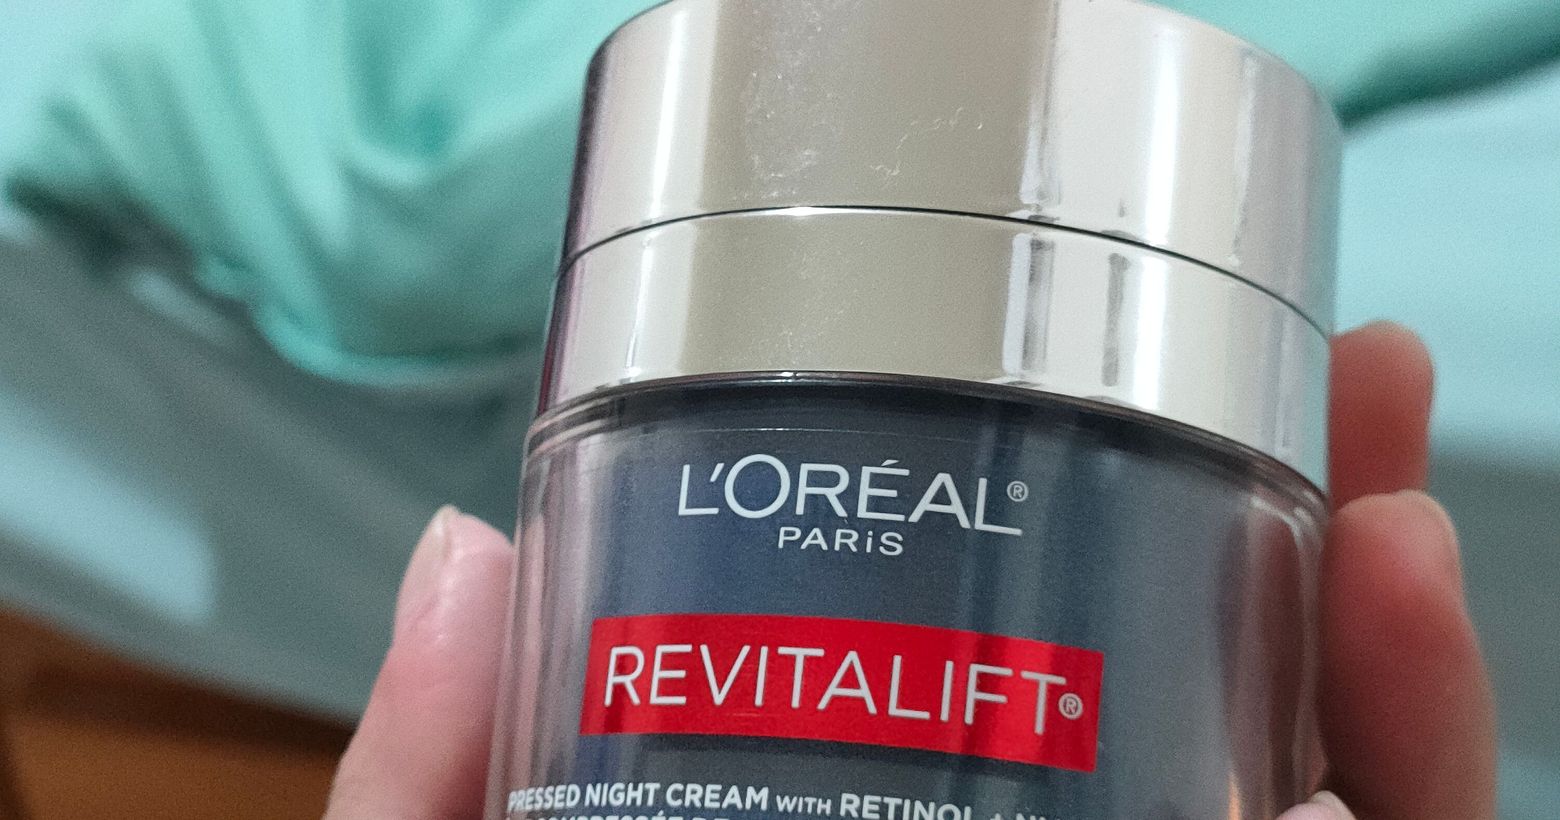 L'ORÉAL®
PARiS
REVITALIFT®
PRESSED NIGHT CREAM WITH RETINOL +